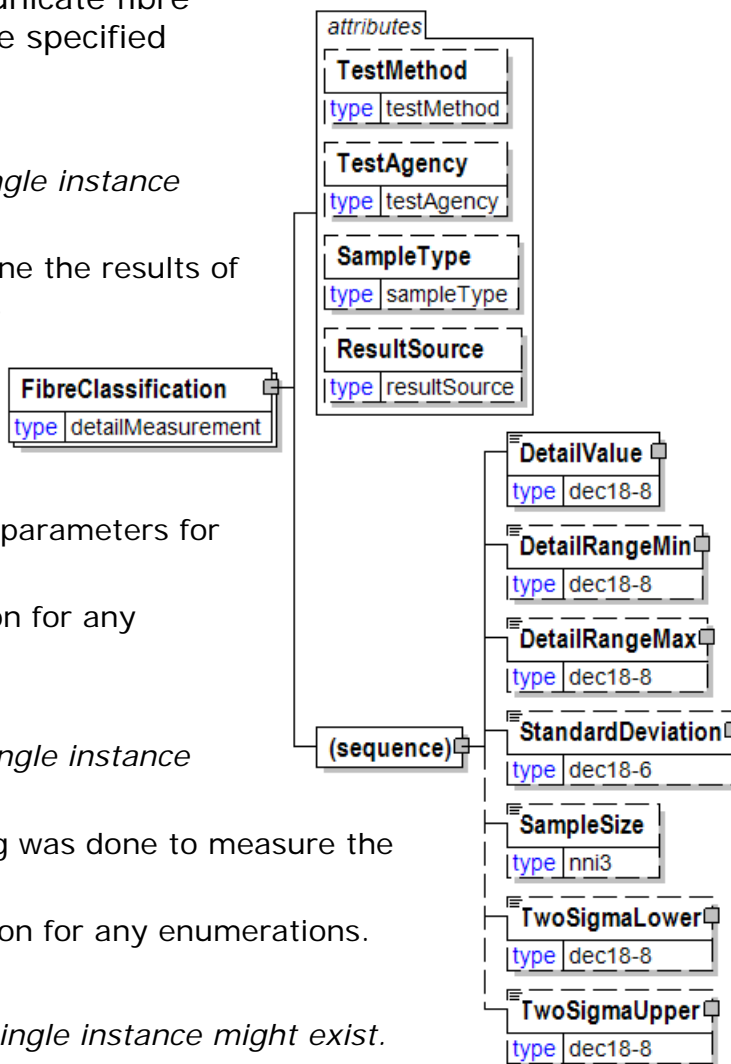 unicate fibre
e specified
ngle instance
ne the results of
parameters for
on for any
ngle instance
g was done to measure the
on for any enumerations.
single instance might exist.
FibreClassification
type detailMeasurement
attributes
TestMethod
type testMethod
TestAgency
type testAgency
SampleType
type sampleType
ResultSource
type resultSource
(sequence)
DetailValue
type dec18-8
DetailRangeMin
type dec18-8
DetailRangeMax
type dec18-8
StandardDeviation
type dec18-6
SampleSize
type nni3
TwoSigmaLower
type dec18-8
TwoSigmaUpper
type dec18-8